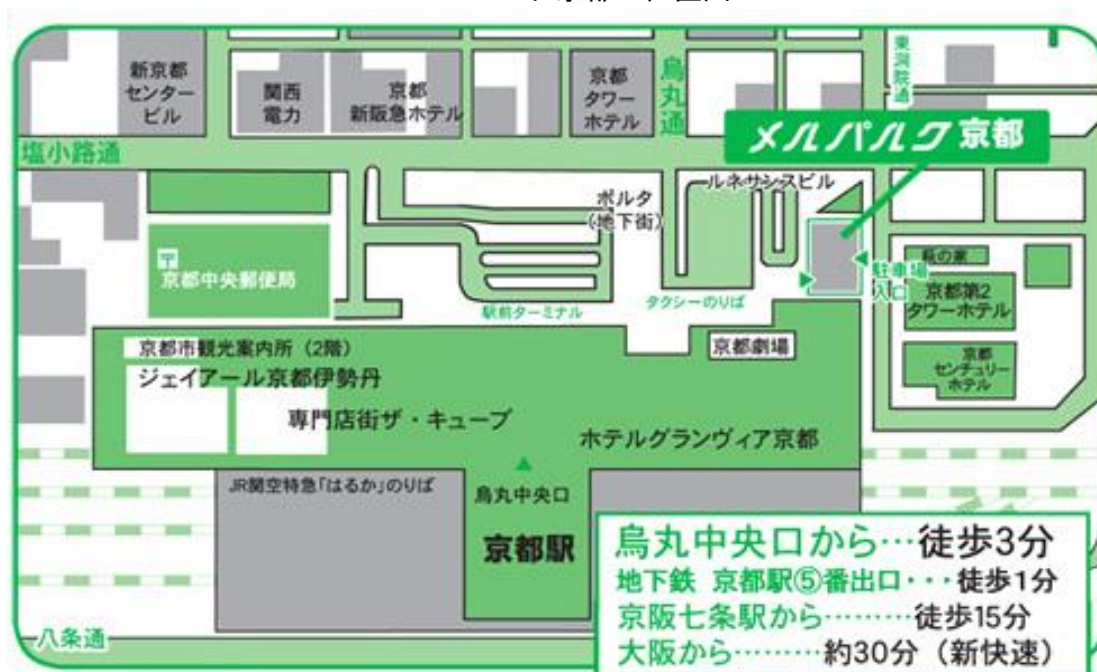 新京都
センター
ビル
関西
電力
京都
新阪急ホテル
京都
タワー
ホテル
烏丸通
東洞院通
メルパルク京都
塩小路通
ルネサンスビル
ポルタ
(地下街)
〒
京都中央郵便局
萩の家
駐車場
入口
京都第2
タワーホテル
駅前ターミナル
タクシーのりば
京都市観光案内所（2階）
京都劇場
京都
センチュリー
ホテル
ジェイアール京都伊勢丹
専門店街ザ・キューブ
ホテルグランヴィア京都
JR関空特急「はるか」のりば
烏丸中央口
京都駅
八条通
烏丸中央口から…徒歩3分
地下鉄 京都駅⑤番出口・・・徒歩1分
京阪七条駅から………徒歩15分
大阪から………約30分（新快速）